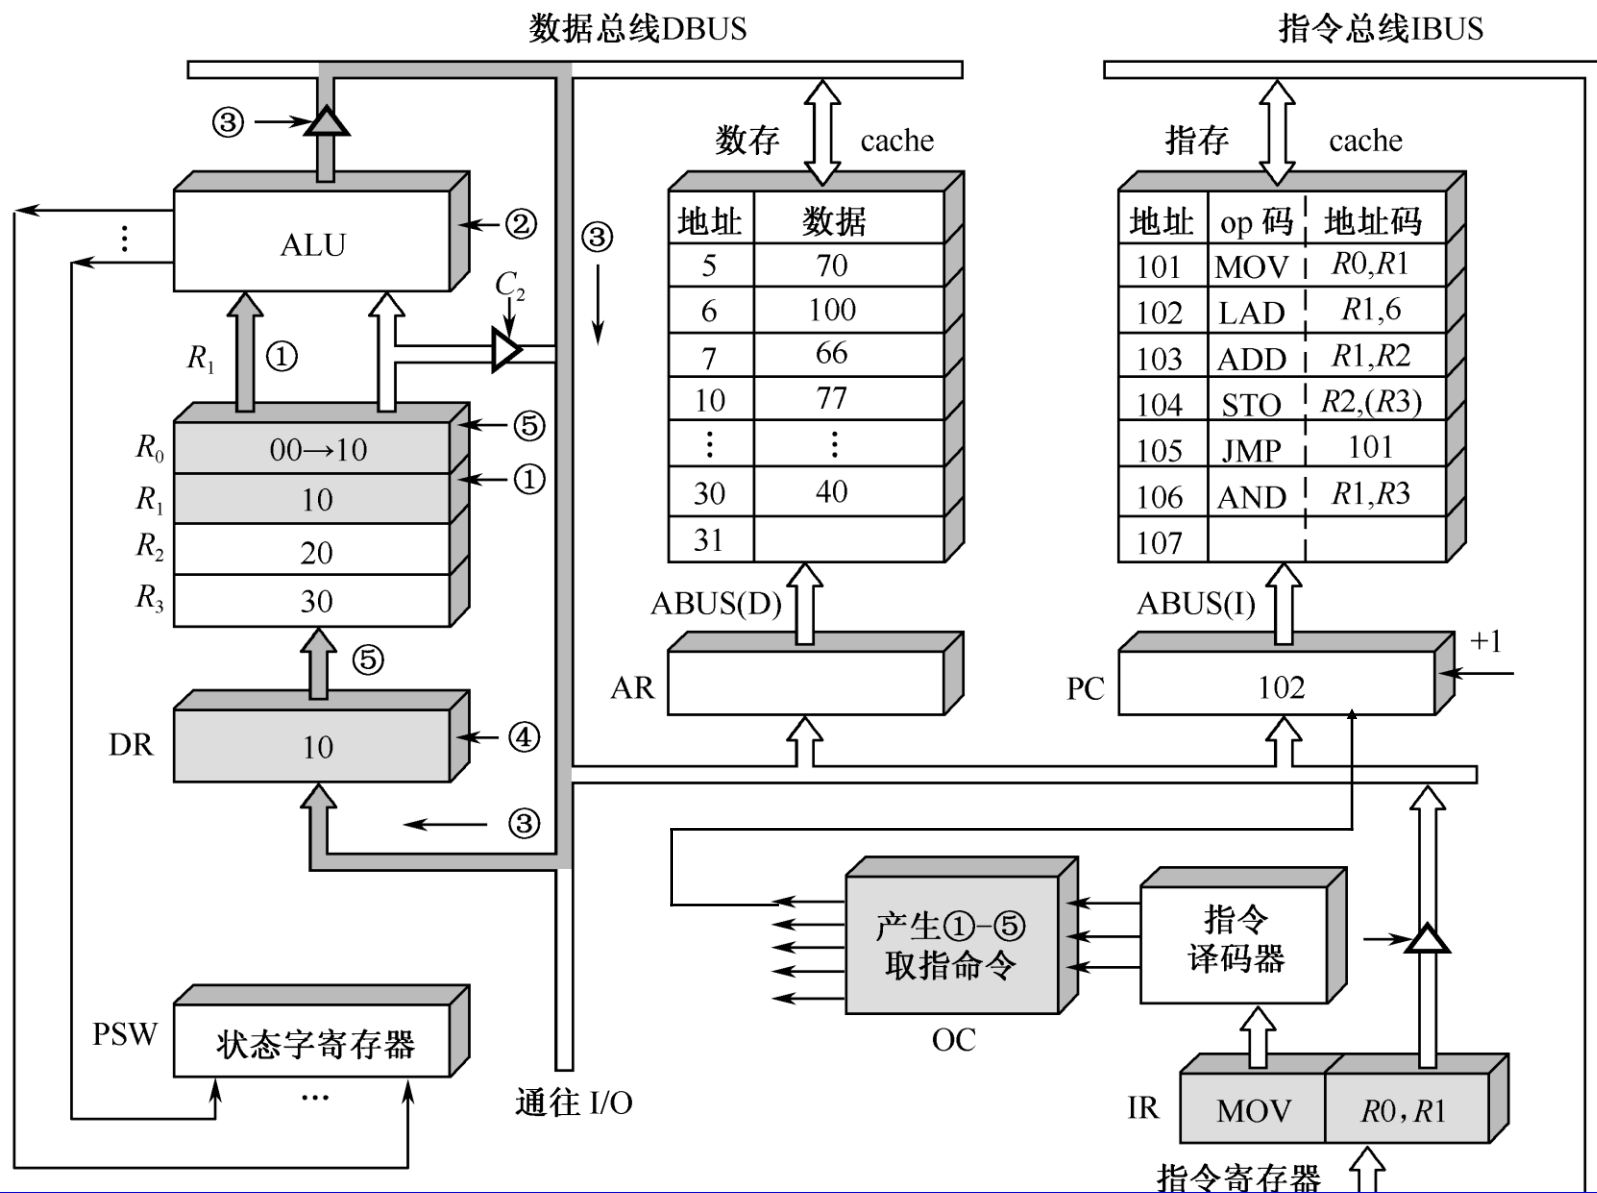 数据总线DBUS
指令总线IBUS
③
数存 cache
指存 cache
ALU
②
③
C2
R1 ①
地址 数据
5 70
6 100
7 66
10 77
⋮ ⋮
30 40
31
地址 op 码 地址码
101 MOV R0,R1
102 LAD R1,6
103 ADD R1,R2
104 STO R2,(R3)
105 JMP 101
106 AND R1,R3
107
⋮
R0 00→10 ⑤
R1 10 ①
R2 20
R3 30
⑤
ABUS(D)
ABUS(I)
AR
PC 102 +1
DR 10 ④
③
产生①-⑤
取指命令
OC
指令
译码器
PSW 状态字寄存器
…
通往 I/O
IR MOV R0, R1
指令寄存器